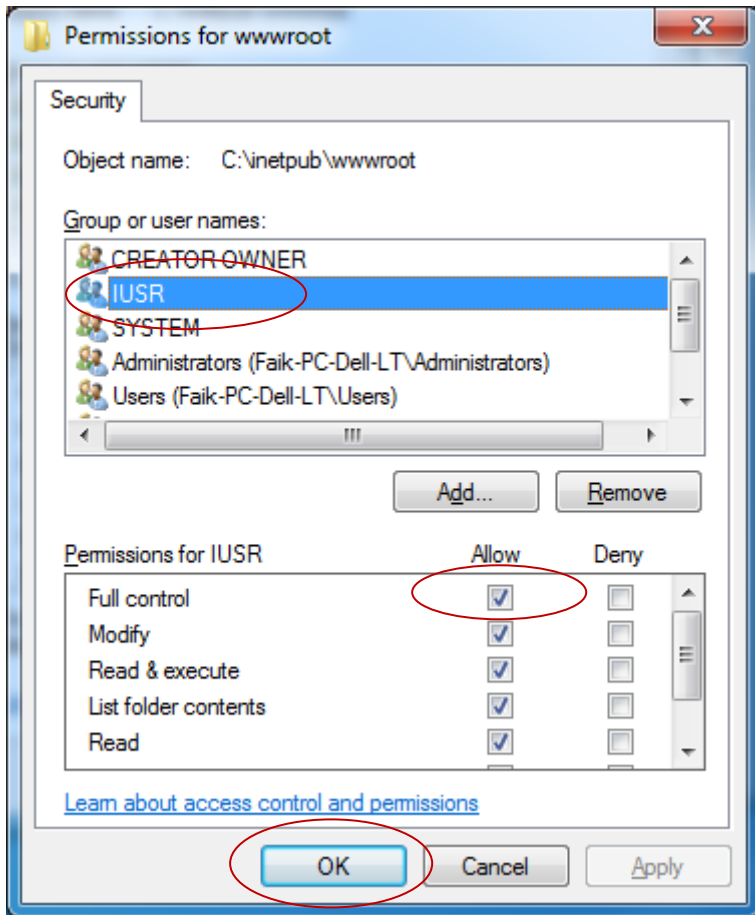 Permissions for wwwroot
Security
Object name: C:\inetpub\wwwroot
Group or user names:
CREATOR OWNER
IUSR
SYSTEM
Administrators (Faik-PC-Dell-LT\Administrators)
Users (Faik-PC-Dell-LT\Users)
Add... Remove
Permissions for IUSR Allow Deny
Full control
Modify
Read & execute
List folder contents
Read
Learn about access control and permissions
OK Cancel Apply